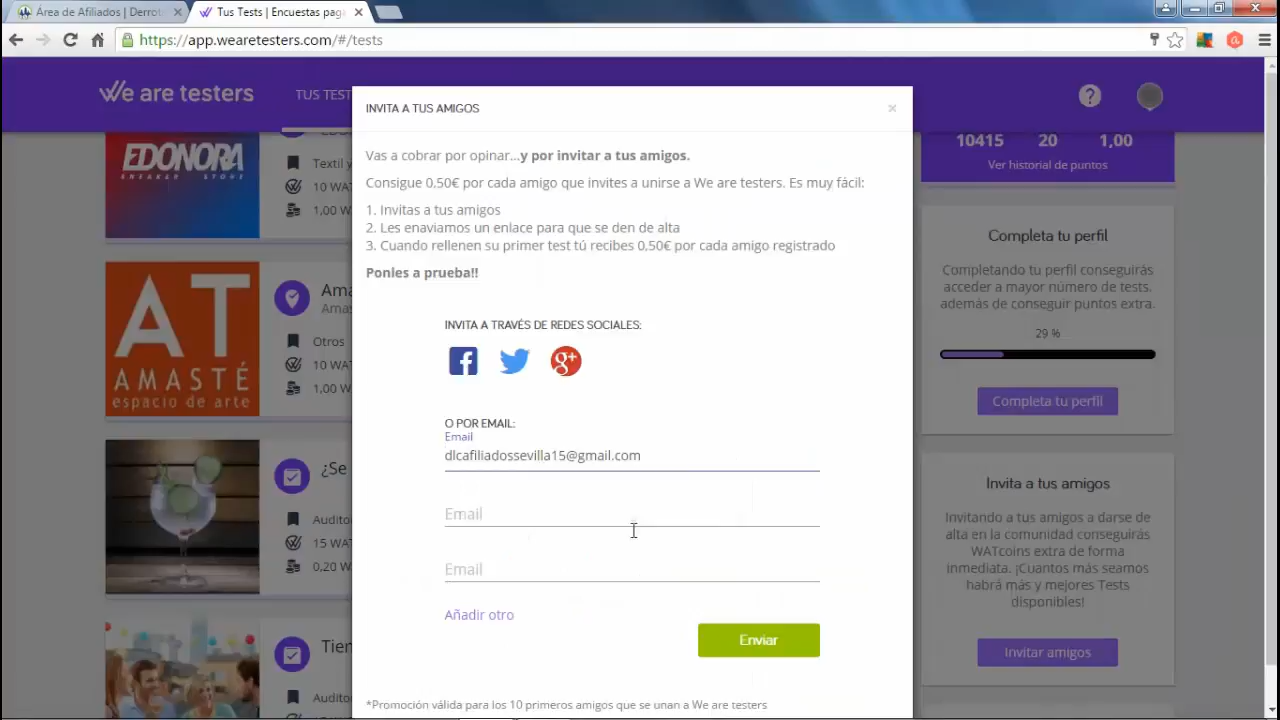 Área de Afiliados | Derrot
Tus Tests | Encuestas pag
https://app.wearetesters.com/#/tests
We are testers
TUS TEST
?
INVITA A TUS AMIGOS
×
Vas a cobrar por opinar...y por invitar a tus amigos.
Consigue 0,50€ por cada amigo que invites a unirse a We are testers. Es muy fácil:
1. Invitas a tus amigos
2. Les enaviamos un enlace para que se den de alta
3. Cuando rellenen su primer test tú recibes 0,50€ por cada amigo registrado
Ponles a prueba!!
INVITA A TRAVÉS DE REDES SOCIALES:
f
g+
O POR EMAIL:
Email
dlcafiliadossevilla15@gmail.com
Email
Email
Añadir otro
Enviar
*Promoción válida para los 10 primeros amigos que se unan a We are testers
EDONORA
SNEAKER STORE
Textil y
10 WA
1,00 W
AT
AMASTÉ
espacio de arte
Ama
Amas
Otros
10 WA
1,00 W
¿Se
Auditor
15 WAT
0,20 W
Tien
Auditor
10415 20 1,00
Ver historial de puntos
Completa tu perfil
Completando tu perfil conseguirás
acceder a mayor número de tests.
además de conseguir puntos extra.
29 %
Completa tu perfil
Invita a tus amigos
Invitando a tus amigos a darse de
alta en la comunidad conseguirás
WATcoins extra de forma
inmediata. ¡Cuantos más seamos
habrá más y mejores Tests
disponibles!
Invitar amigos